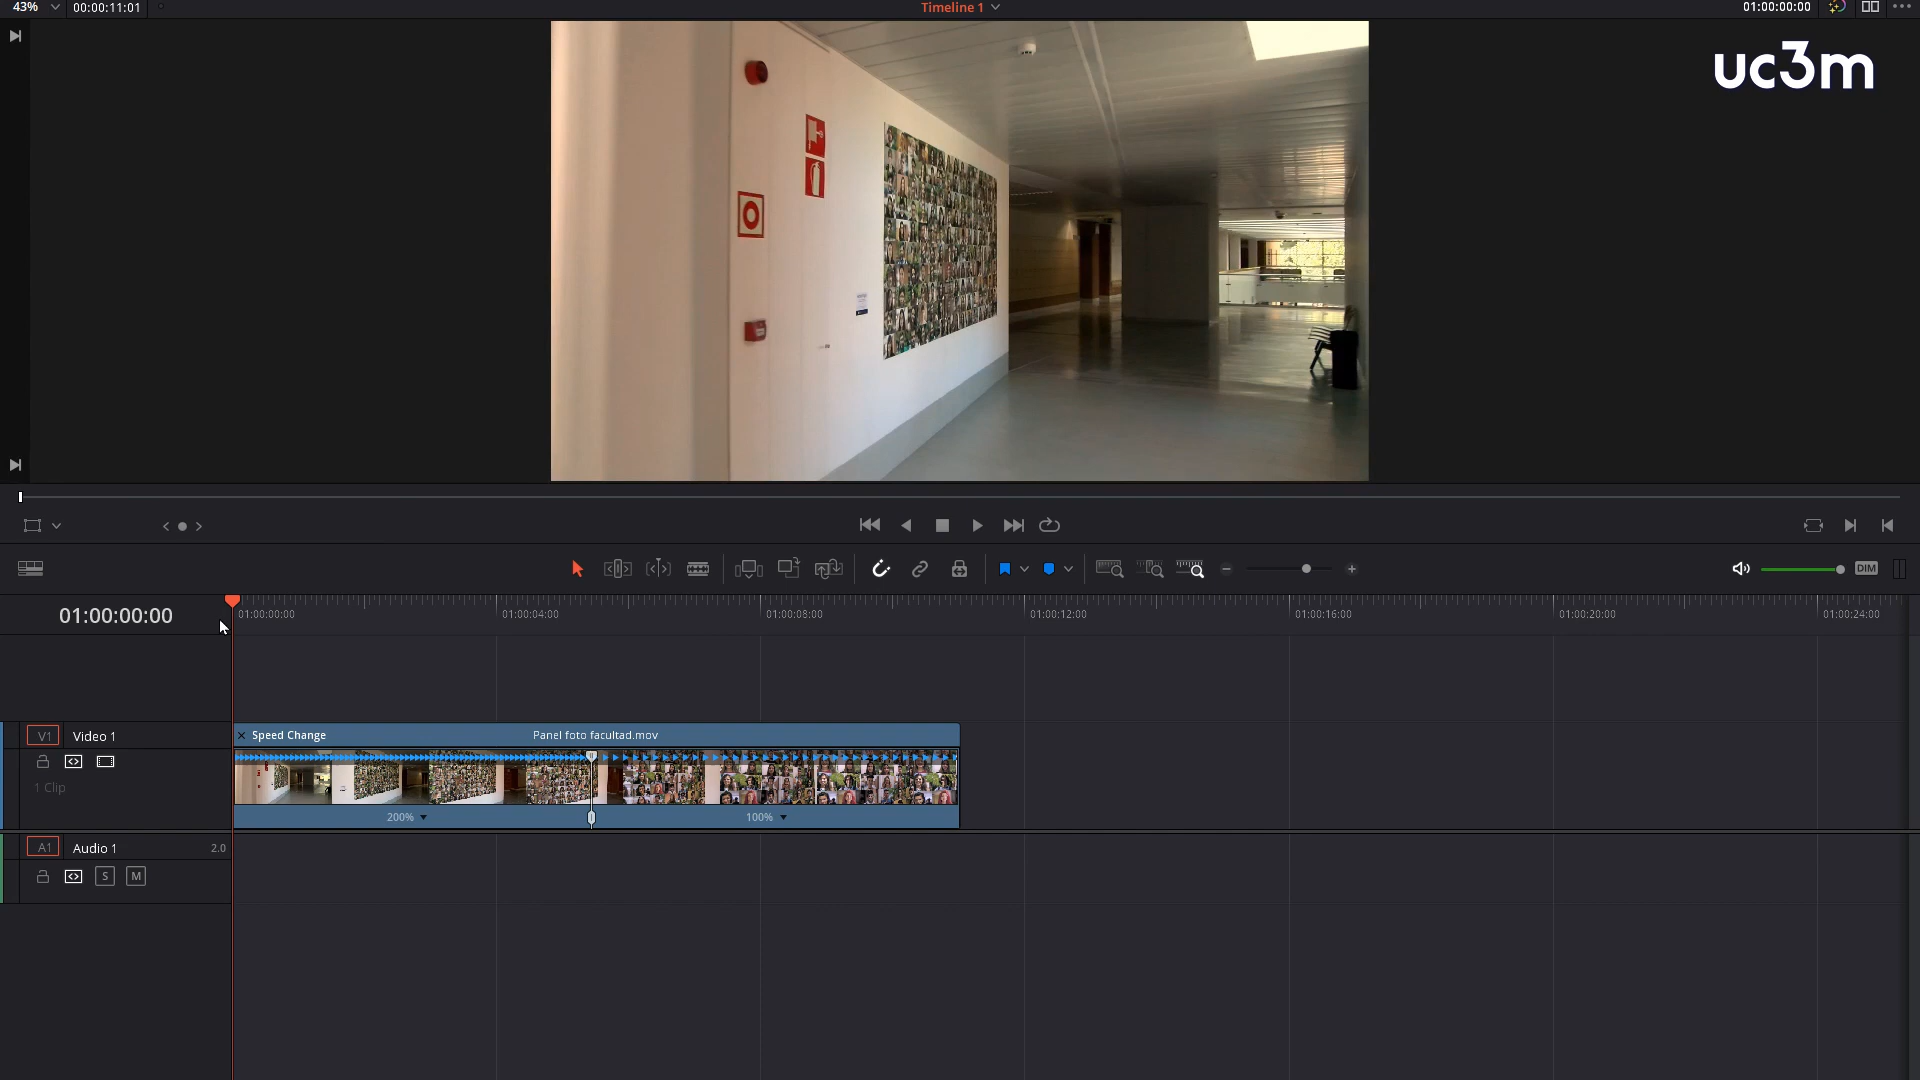 43% 00:00:11:01 Timeline 1 01:00:00:00
uc3m
DIM
01:00:00:00 01:00:00:00 01:00:04:00 01:00:08:00 01:00:12:00 01:00:16:00 01:00:20:00 01:00:24:00
V1 Video 1 Speed Change Panel foto facultad.mov
1 Clip
200% 100%
A1 Audio 1 2.0
S M